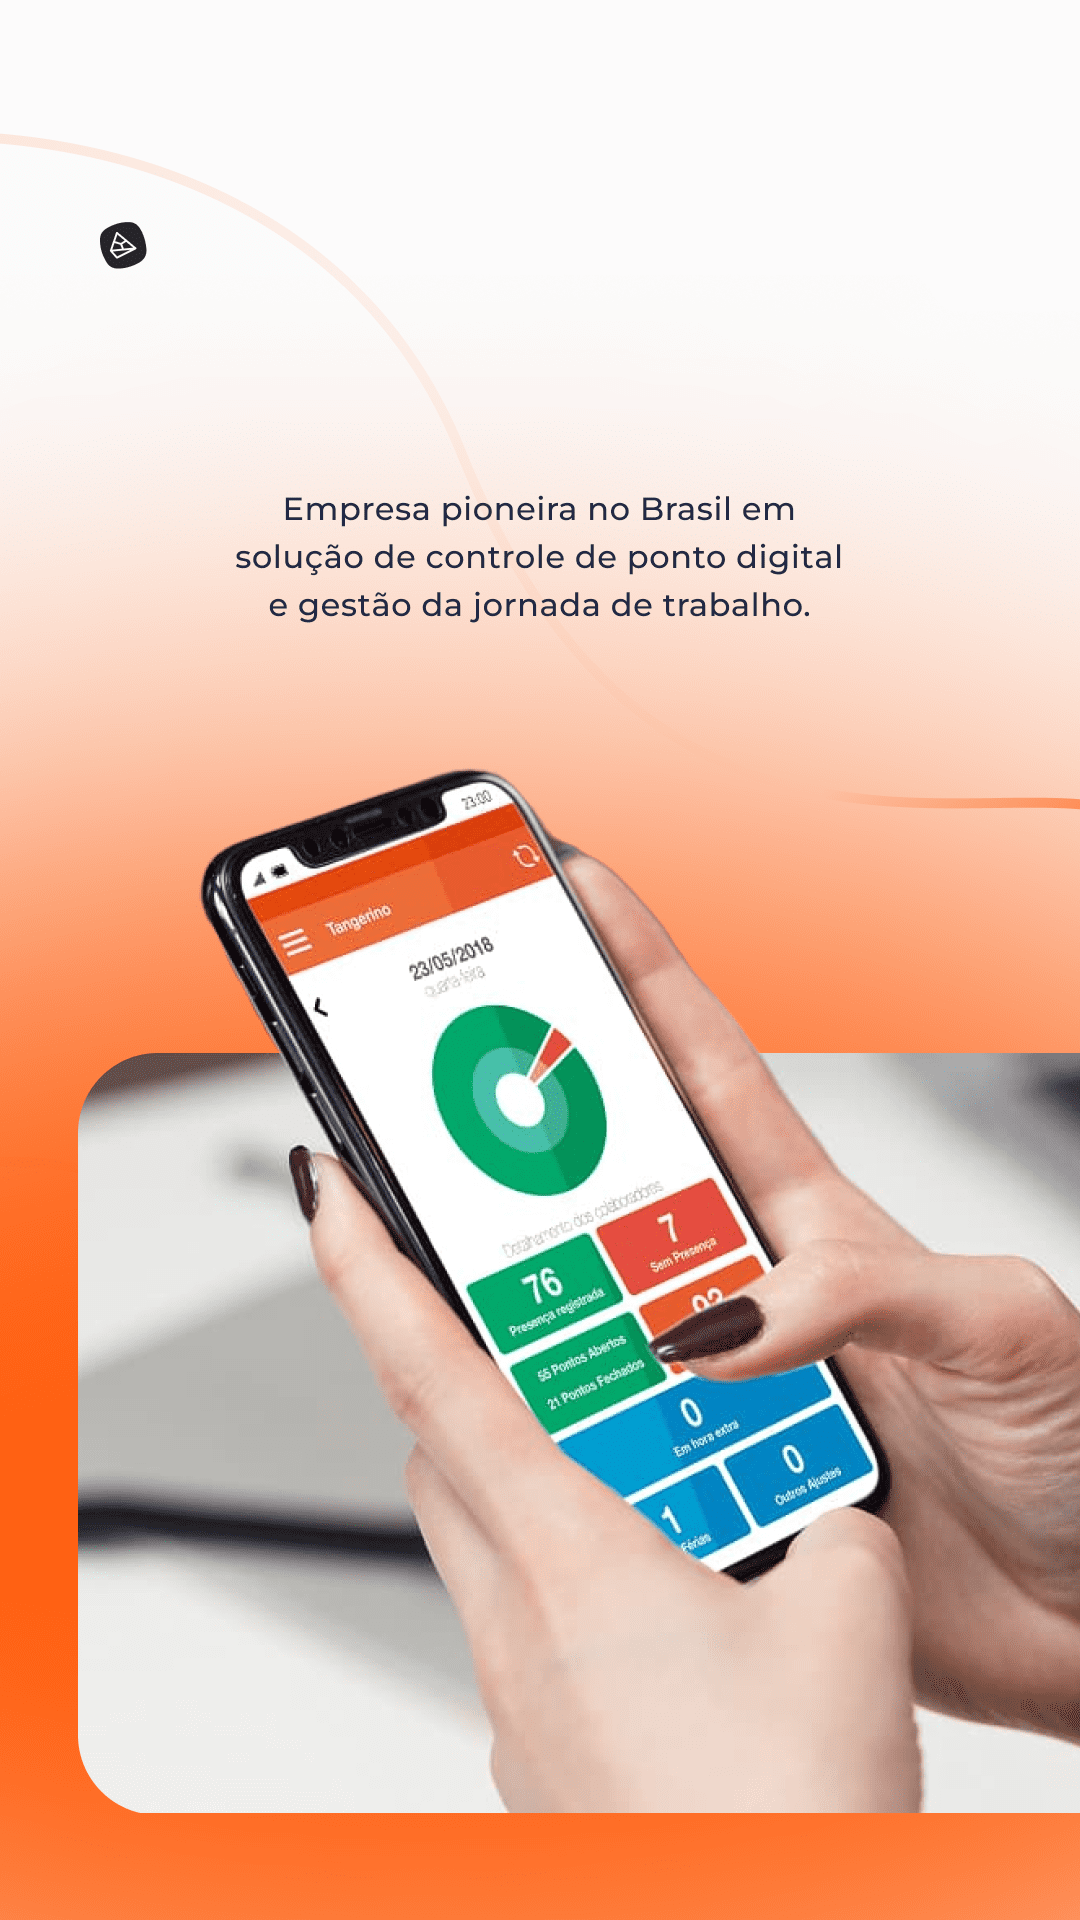 Empresa pioneira no Brasil em
solução de controle de ponto digital
e gestão da jornada de trabalho.
23:00
Tangerino
23/05/2018
quarta-feira
Detalhamento dos colaboradores
76
Presença registrada
7
Sem Presença
55 Pontos Abertos
21 Pontos Fechados
0
Em hora extra
1
Férias
0
Outros Ajustes